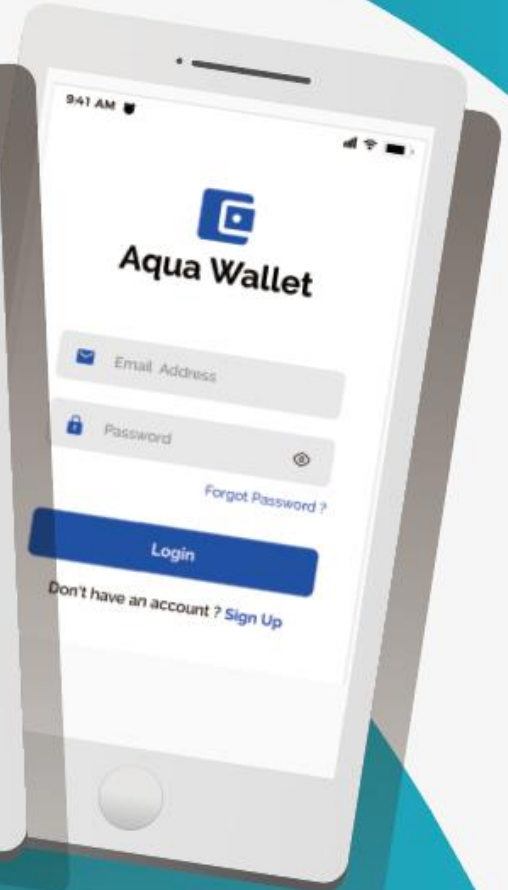 9:41 AM
Aqua Wallet
Email Address
Password
Forgot Password ?
Login
Don't have an account ? Sign Up